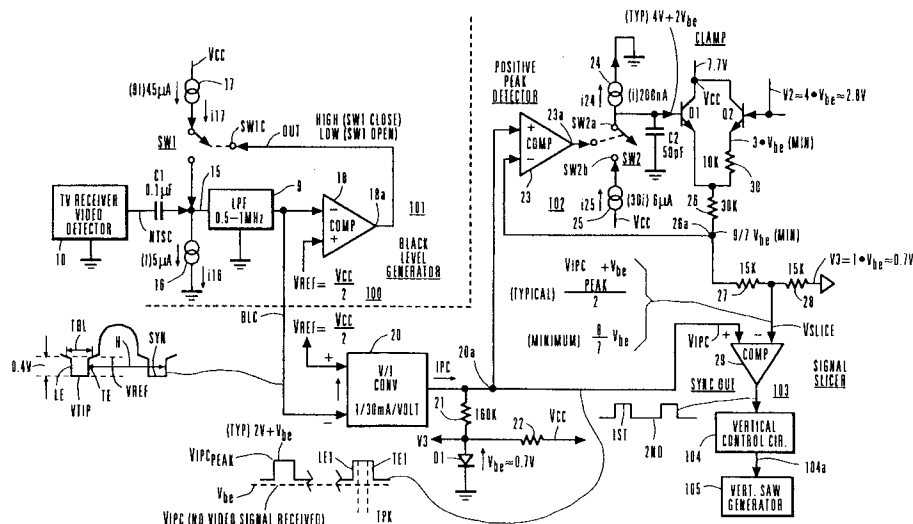 VCC
17
(9I)45µA
i17
SW1
SW1C
OUT
HIGH (SW1 CLOSE)
LOW (SW1 OPEN)
C1
0.1µF
15
9
TV RECEIVER
VIDEO
DETECTOR
10
NTSC
LPF
0.5–1MHz
18
COMP
18a
101
(I)5µA
16
i16
VREF= VCC/2
BLACK LEVEL
GENERATOR
100
BLC
POSITIVE
PEAK
DETECTOR
24
i24
(i)208nA
(TYP) 4V+2Vbe
CLAMP
7.7V
VCC
Q1
Q2
V2≈4•Vbe≈2.8V
23a
SW2a
COMP
23
SW2
SW2b
C2
50pF
3•Vbe (MIN)
10K
30
102
i25
25
(30i) 6µA
VCC
26
30K
26a
9/7 Vbe (MIN)
15K
27
15K
28
V3=1•Vbe≈0.7V
VIPC PEAK +Vbe
(TYPICAL)
2
(MINIMUM) 8/7 Vbe
VIPC
VSLICE
COMP
29
SYNC OUT
SIGNAL
SLICER
103
VREF= VCC/2
20
V/I
CONV
1/30mA/VOLT
IPC
20a
21
160K
22
VCC
V3
D1
Vbe≈0.7V
TBL
H
SYN
0.4V
LE
VTIP
TE
VREF
(TYP) 2V+Vbe
VIPC PEAK
Vbe
LE1
TE1
TPK
VIPC (NO VIDEO SIGNAL RECEIVED)
1ST
2ND
104
VERTICAL
CONTROL CIR.
104a
105
VERT. SAW
GENERATOR